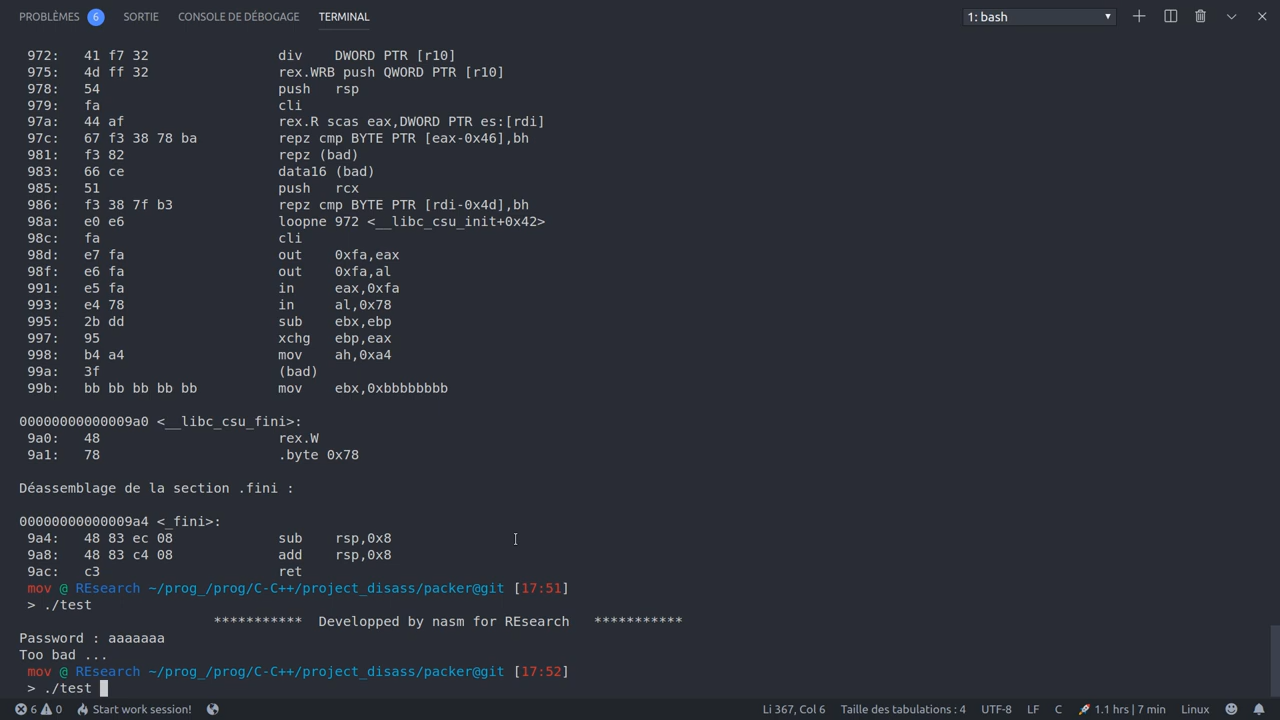 PROBLÈMES 6 SORTIE CONSOLE DE DÉBOGAGE TERMINAL 1: bash
972: 41 f7 32 div DWORD PTR [r10]
975: 4d ff 32 rex.WRB push QWORD PTR [r10]
978: 54 push rsp
979: fa cli
97a: 44 af rex.R scas eax,DWORD PTR es:[rdi]
97c: 67 f3 38 78 ba repz cmp BYTE PTR [eax-0x46],bh
981: f3 82 repz (bad)
983: 66 ce data16 (bad)
985: 51 push rcx
986: f3 38 7f b3 repz cmp BYTE PTR [rdi-0x4d],bh
98a: e0 e6 loopne 972 <__libc_csu_init+0x42>
98c: fa cli
98d: e7 fa out 0xfa,eax
98f: e6 fa out 0xfa,al
991: e5 fa in eax,0xfa
993: e4 78 in al,0x78
995: 2b dd sub ebx,ebp
997: 95 xchg ebp,eax
998: b4 a4 mov ah,0xa4
99a: 3f (bad)
99b: bb bb bb bb bb mov ebx,0xbbbbbbbb
00000000000009a0 <__libc_csu_fini>:
9a0: 48 rex.W
9a1: 78 .byte 0x78
Déassemblage de la section .fini :
00000000000009a4 <_fini>:
9a4: 48 83 ec 08 sub rsp,0x8
9a8: 48 83 c4 08 add rsp,0x8
9ac: c3 ret
mov @ REsearch ~/prog_/prog/C-C++/project_disass/packer@git [17:51]
> ./test
*********** Developped by nasm for REsearch ***********
Password : aaaaaaa
Too bad ...
mov @ REsearch ~/prog_/prog/C-C++/project_disass/packer@git [17:52]
> ./test
6 0 Start work session! Li 367, Col 6 Taille des tabulations : 4 UTF-8 LF C 1.1 hrs | 7 min Linux